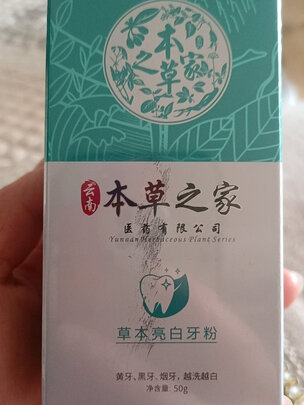 本草之家
云南
本草之家
医药有限公司
Yunnan Herbaceous Plant Series
草本亮白牙粉
黄牙、黑牙、烟牙，越洗越白
净含量：50g